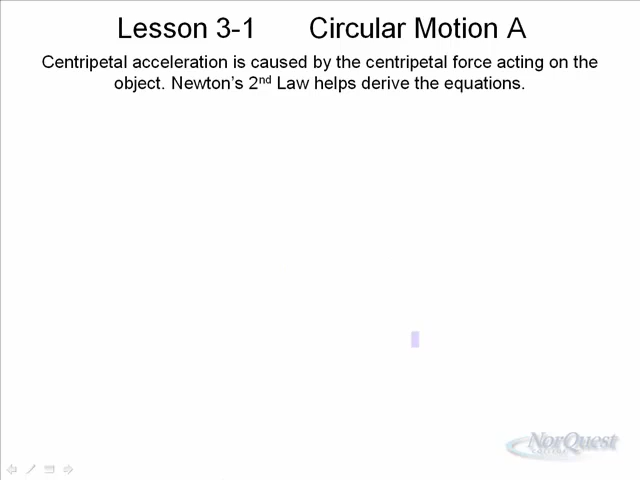 Lesson 3-1 Circular Motion A
Centripetal acceleration is caused by the centripetal force acting on the
object. Newton's 2nd Law helps derive the equations.
NorQuest
COLLEGE